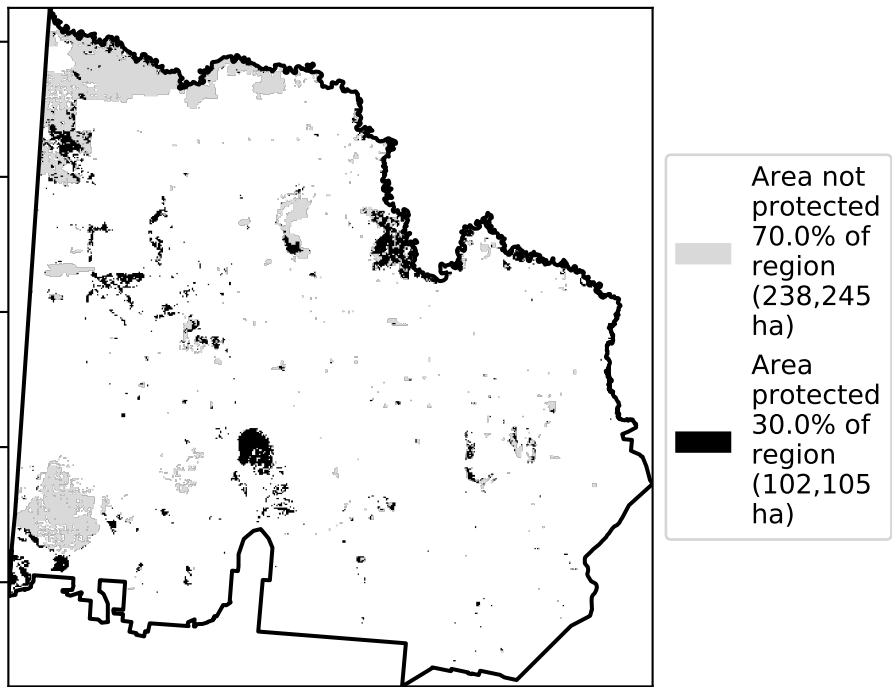 Area not
protected
70.0% of
region
(238,245
ha)
Area
protected
30.0% of
region
(102,105
ha)